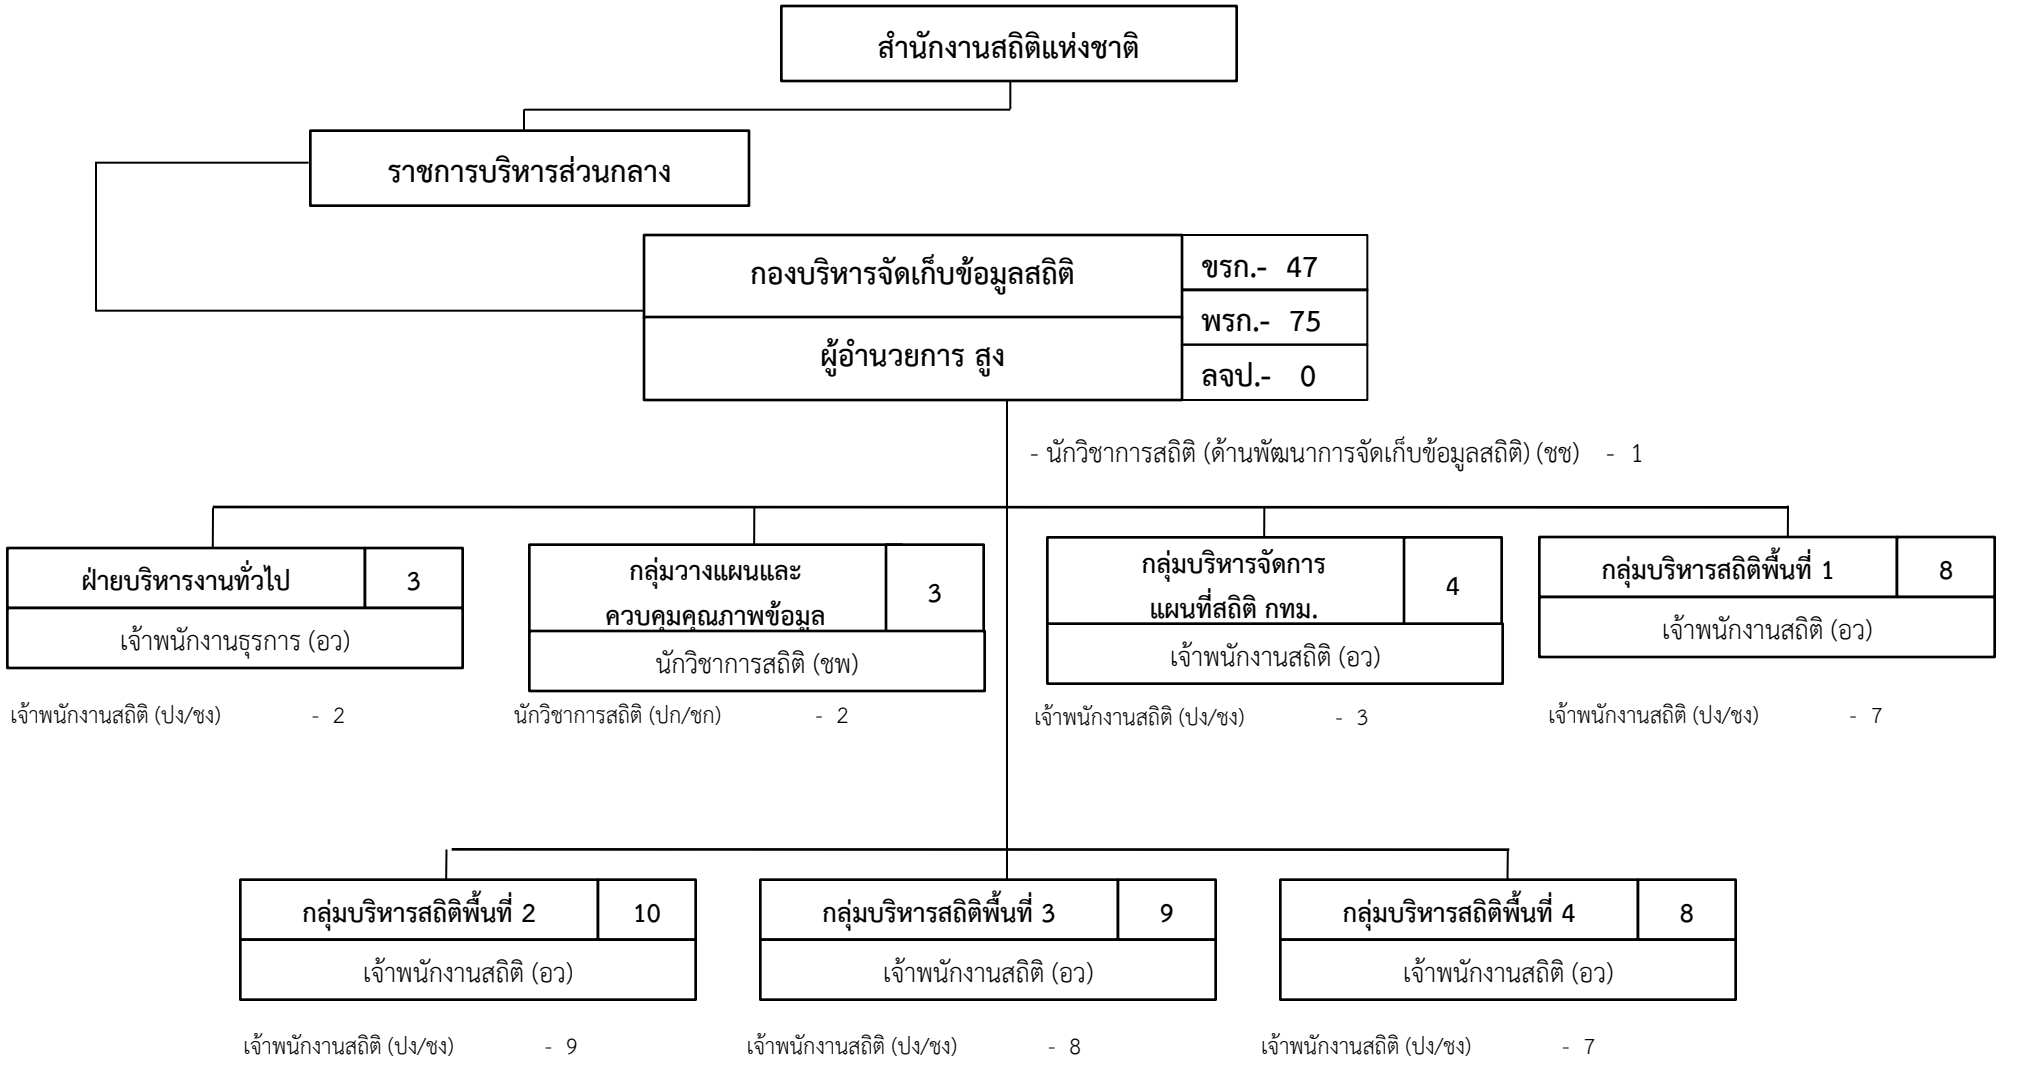 สำนักงานสถิติแห่งชาติ
ราชการบริหารส่วนกลาง
กองบริหารจัดเก็บข้อมูลสถิติ
ผู้อำนวยการ สูง
ขรก.- 47
พรก.- 75
ลจป.- 0
- นักวิชาการสถิติ (ด้านพัฒนาการจัดเก็บข้อมูลสถิติ) (ชช) - 1
ฝ่ายบริหารงานทั่วไป 3
เจ้าพนักงานธุรการ (อว)
เจ้าพนักงานสถิติ (ปง/ชง) - 2
กลุ่มวางแผนและ
ควบคุมคุณภาพข้อมูล 3
นักวิชาการสถิติ (ชพ)
นักวิชาการสถิติ (ปก/ชก) - 2
กลุ่มบริหารจัดการ
แผนที่สถิติ กทม. 4
เจ้าพนักงานสถิติ (อว)
เจ้าพนักงานสถิติ (ปง/ชง) - 3
กลุ่มบริหารสถิติพื้นที่ 1 8
เจ้าพนักงานสถิติ (อว)
เจ้าพนักงานสถิติ (ปง/ชง) - 7
กลุ่มบริหารสถิติพื้นที่ 2 10
เจ้าพนักงานสถิติ (อว)
เจ้าพนักงานสถิติ (ปง/ชง) - 9
กลุ่มบริหารสถิติพื้นที่ 3 9
เจ้าพนักงานสถิติ (อว)
เจ้าพนักงานสถิติ (ปง/ชง) - 8
กลุ่มบริหารสถิติพื้นที่ 4 8
เจ้าพนักงานสถิติ (อว)
เจ้าพนักงานสถิติ (ปง/ชง) - 7